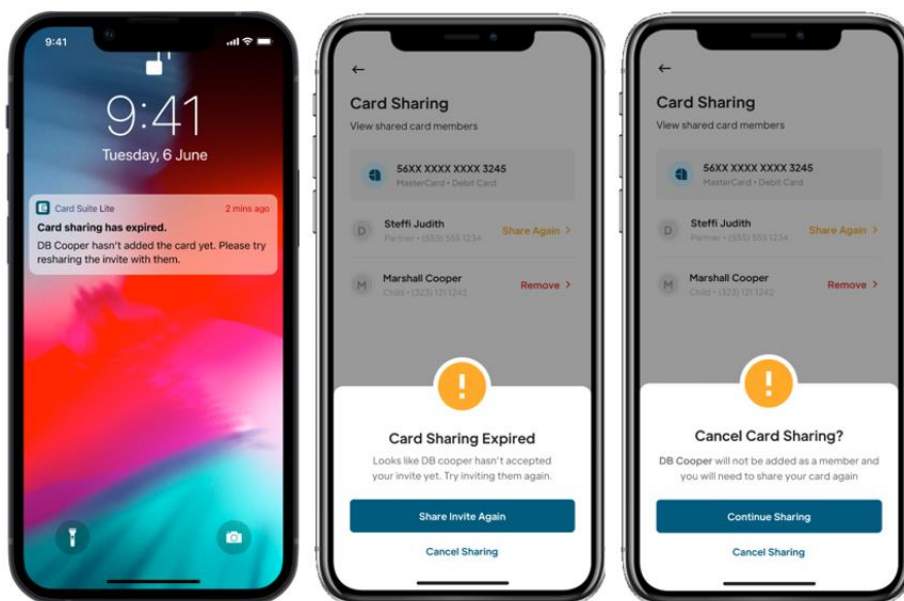 9:41
9:41
Tuesday, 6 June
Card Suite Lite
2 mins ago
Card sharing has expired.
DB Cooper hasn't added the card yet. Please try
resharing the invite with them.
Card Sharing
View shared card members
56XX XXXX XXXX 3245
MasterCard • Debit Card
D
Steffi Judith
Partner • (555) 555 1234
Share Again >
M
Marshall Cooper
Child • (323) 121 1242
Remove >
Card Sharing Expired
Looks like DB cooper hasn't accepted
your invite yet. Try inviting them again.
Share Invite Again
Cancel Sharing
Card Sharing
View shared card members
56XX XXXX XXXX 3245
MasterCard • Debit Card
D
Steffi Judith
Partner • (555) 555 1234
Share Again >
M
Marshall Cooper
Child • (323) 121 1242
Remove >
Cancel Card Sharing?
DB Cooper will not be added as a member and
you will need to share your card again
Continue Sharing
Cancel Sharing